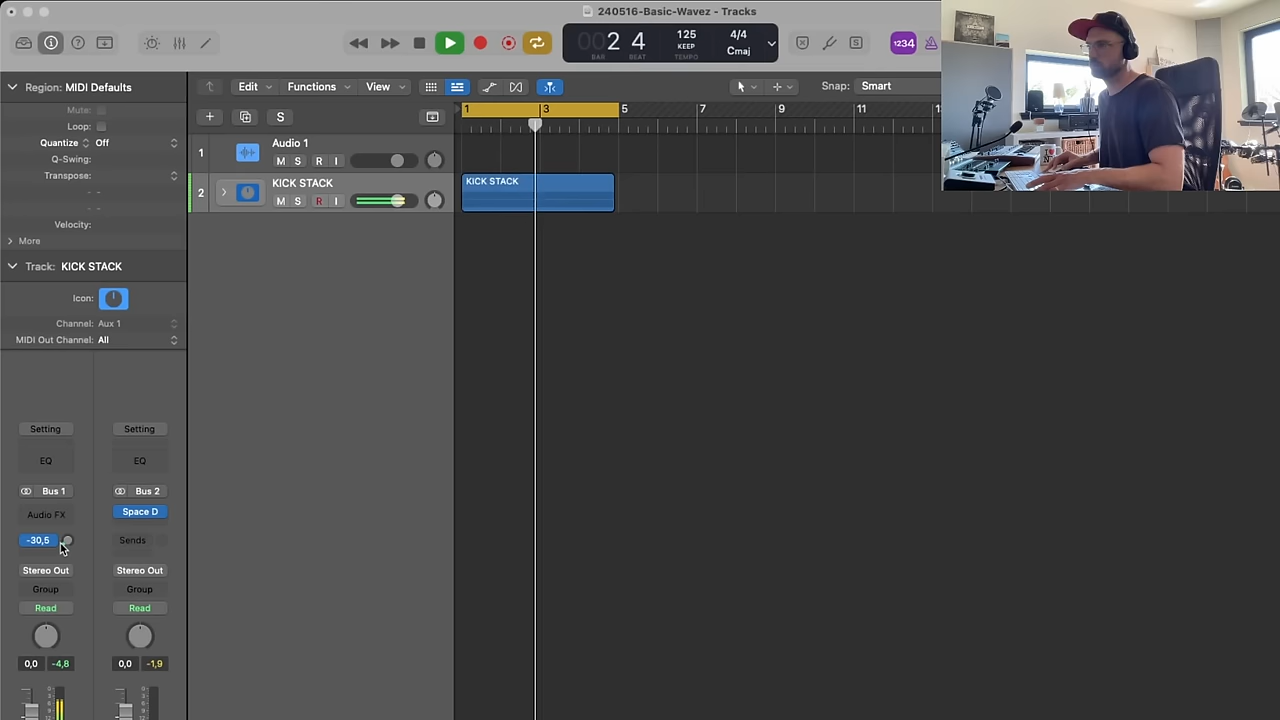 240516-Basic-Wavez - Tracks
002 4
BAR BEAT
125
KEEP
TEMPO
4/4
Cmaj
1234
Region: MIDI Defaults
Mute:
Loop:
Quantize Off
Q-Swing:
Transpose:
Velocity:
More
Track: KICK STACK
Icon:
Channel: Aux 1
MIDI Out Channel: All
Edit Functions View
Snap: Smart
S
1 3 5 7 9 11
1 Audio 1
M S R I
2 KICK STACK
M S R I
KICK STACK
Setting Setting
EQ EQ
Bus 1 Bus 2
Audio FX Space D
-30,5 Sends
Stereo Out Stereo Out
Group Group
Read Read
0,0 -4,8 0,0 -1,9